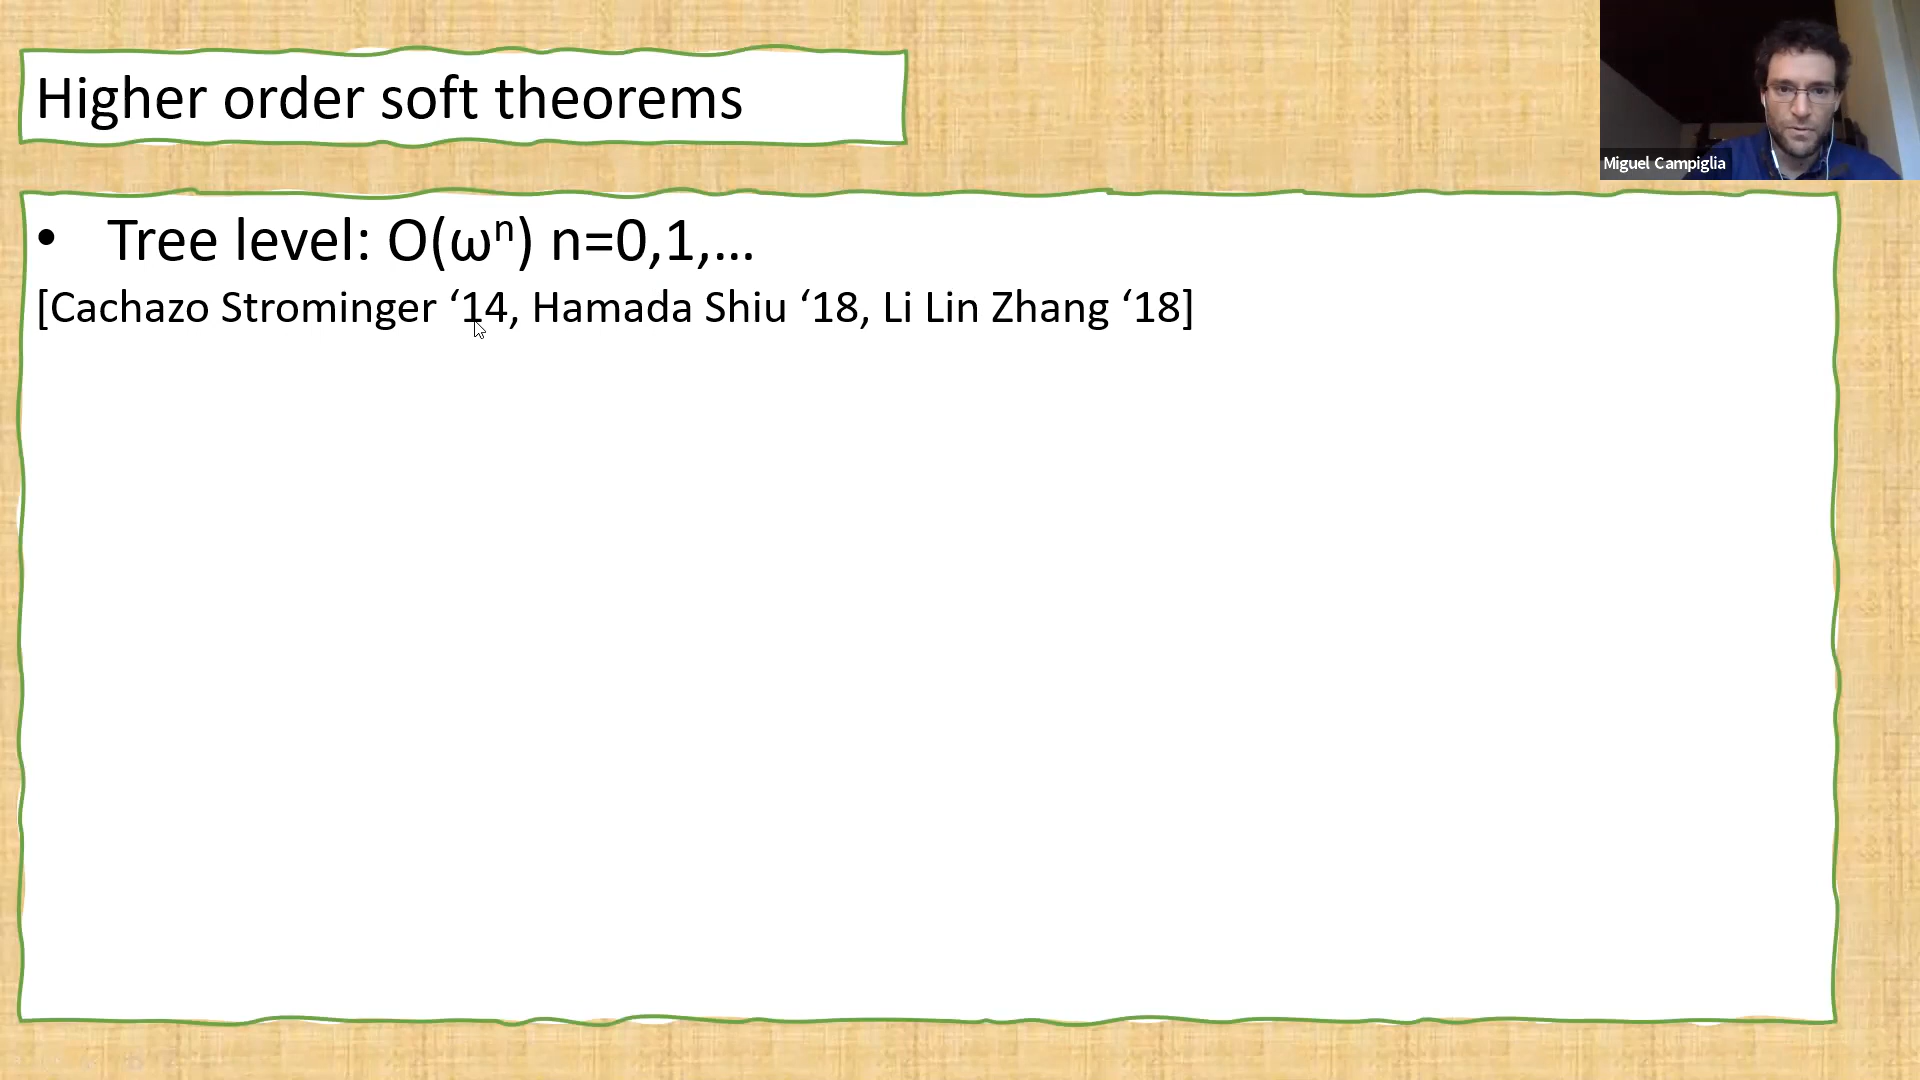 Higher order soft theorems
Miguel Campiglia
• Tree level: O(ωⁿ) n=0,1,…
[Cachazo Strominger ‘14, Hamada Shiu ‘18, Li Lin Zhang ‘18]